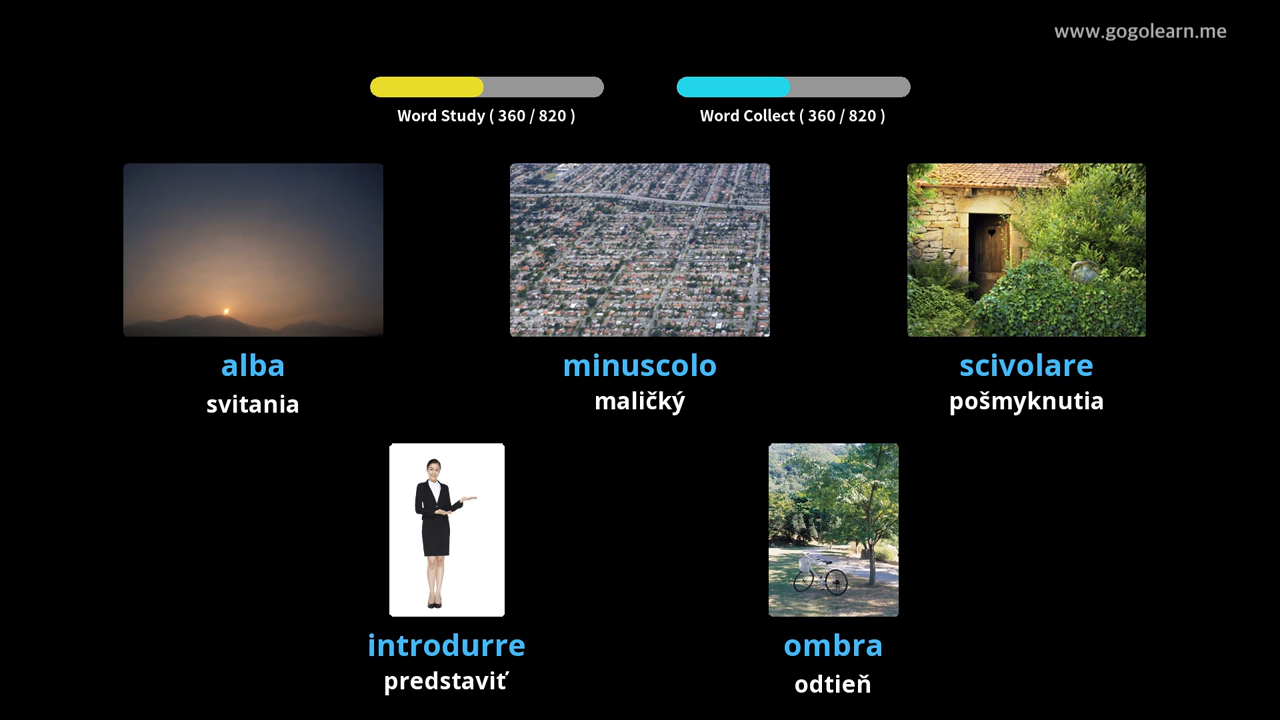 www.gogolearn.me
Word Study ( 360 / 820 )
Word Collect ( 360 / 820 )
alba
svitania
minuscolo
maličký
scivolare
pošmyknutia
introdurre
predstaviť
ombra
odtieň